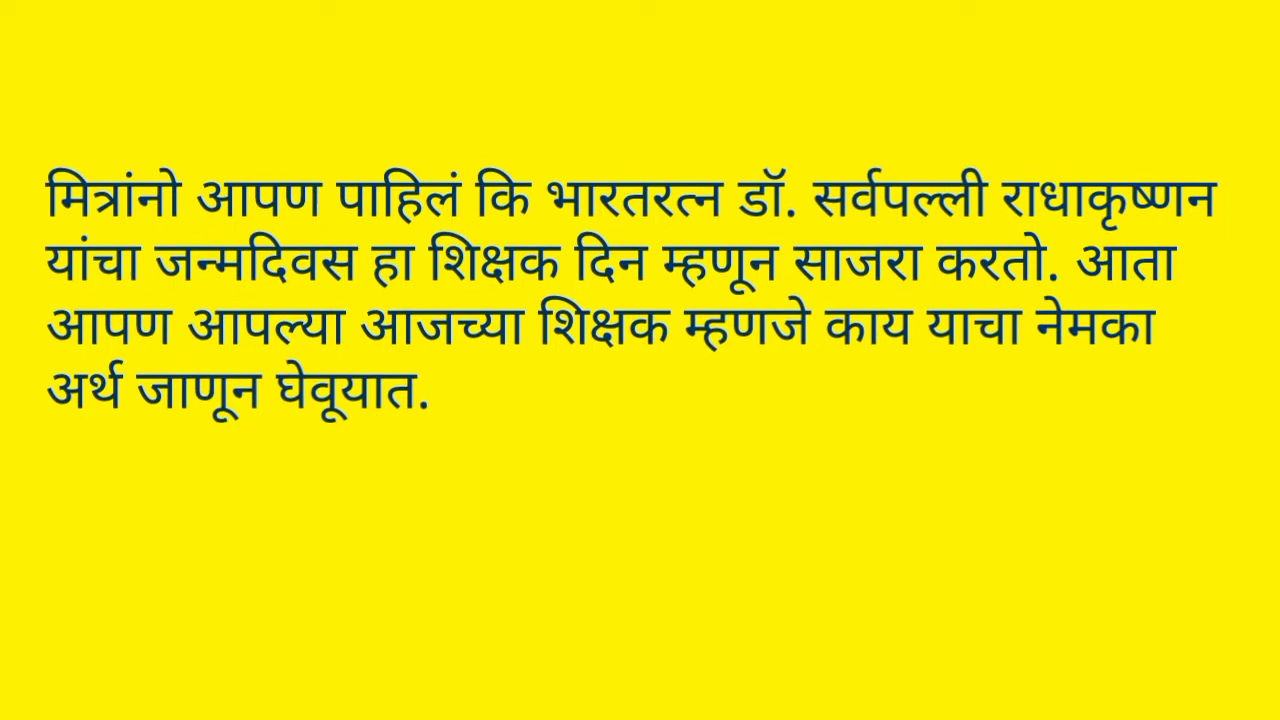 मित्रांनो आपण पाहिलं कि भारतरत्न डॉ. सर्वपल्ली राधाकृष्णन
यांचा जन्मदिवस हा शिक्षक दिन म्हणून साजरा करतो. आता
आपण आपल्या आजच्या शिक्षक म्हणजे काय याचा नेमका
अर्थ जाणून घेवूयात.